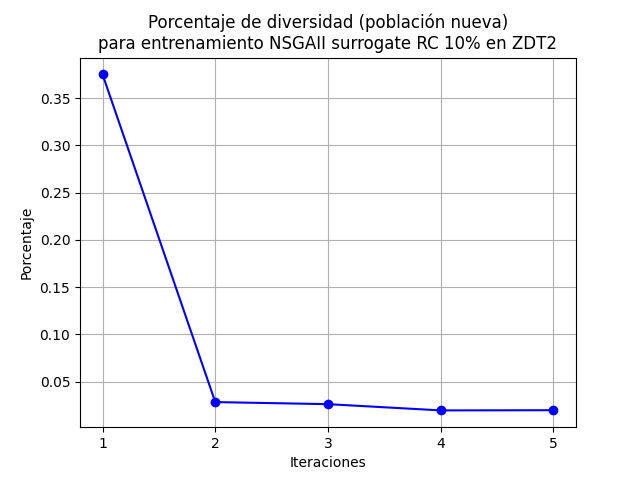 Porcentaje de diversidad (población nueva)
para entrenamiento NSGAII surrogate RC 10% en ZDT2
Porcentaje
0.35
0.30
0.25
0.20
0.15
0.10
0.05
1 2 3 4 5
Iteraciones